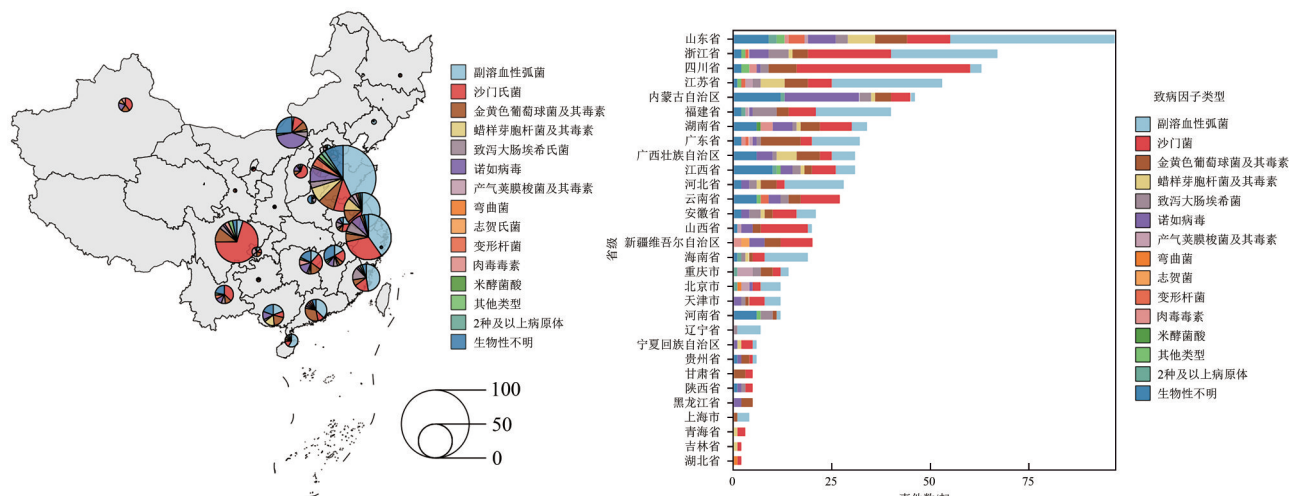 副溶血性弧菌
沙门氏菌
金黄色葡萄球菌及其毒素
蜡样芽胞杆菌及其毒素
致泻大肠埃希氏菌
诺如病毒
产气荚膜梭菌及其毒素
弯曲菌
志贺氏菌
变形杆菌
肉毒毒素
米酵菌酸
其他类型
2种及以上病原体
生物性不明
100
50
0
省级
山东省
浙江省
四川省
江苏省
内蒙古自治区
福建省
湖南省
广东省
广西壮族自治区
江西省
河北省
云南省
安徽省
山西省
新疆维吾尔自治区
海南省
重庆市
北京市
天津市
河南省
辽宁省
宁夏回族自治区
贵州省
甘肃省
陕西省
黑龙江省
上海市
青海省
吉林省
湖北省
0 25 50 75
致病因子类型
副溶血性弧菌
沙门菌
金黄色葡萄球菌及其毒素
蜡样芽胞杆菌及其毒素
致泻大肠埃希菌
诺如病毒
产气荚膜梭菌及其毒素
弯曲菌
志贺菌
变形杆菌
肉毒毒素
米酵菌酸
其他类型
2种及以上病原体
生物性不明